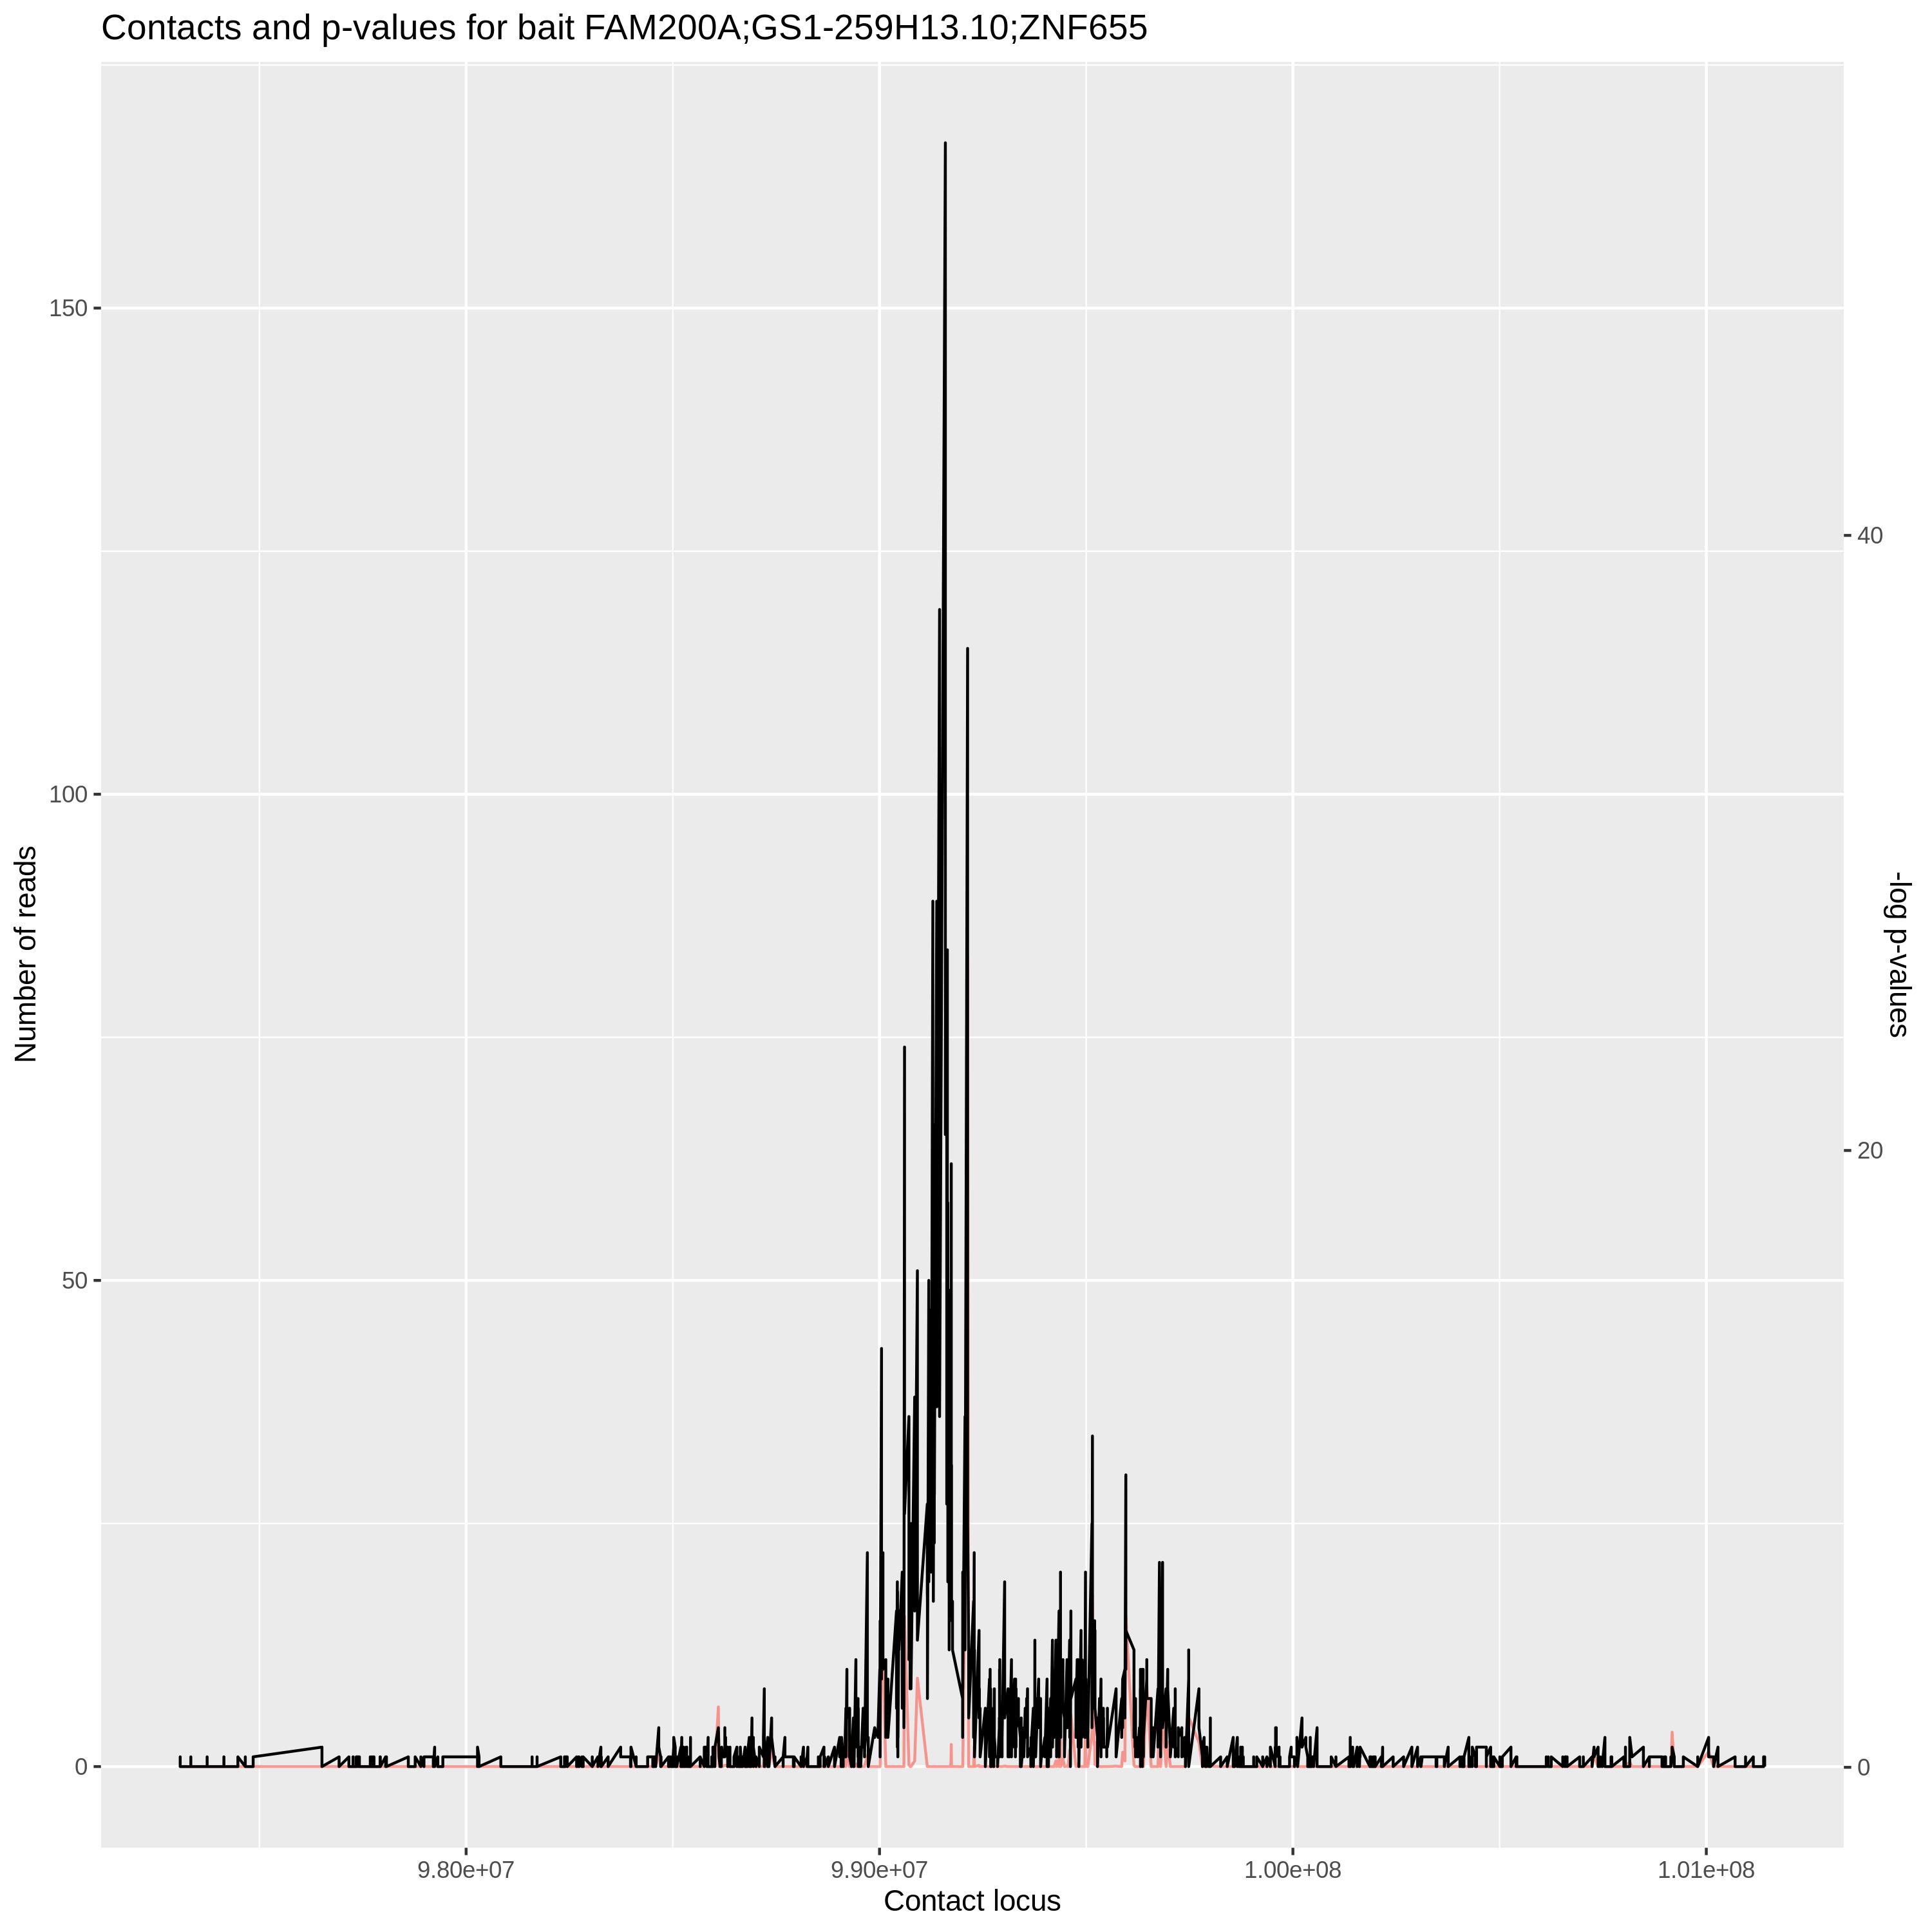 Contacts and p-values for bait FAM200A;GS1-259H13.10;ZNF655
150
100
50
0
Number of reads
40
20
0
-log p-values
9.80e+07
9.90e+07
1.00e+08
1.01e+08
Contact locus